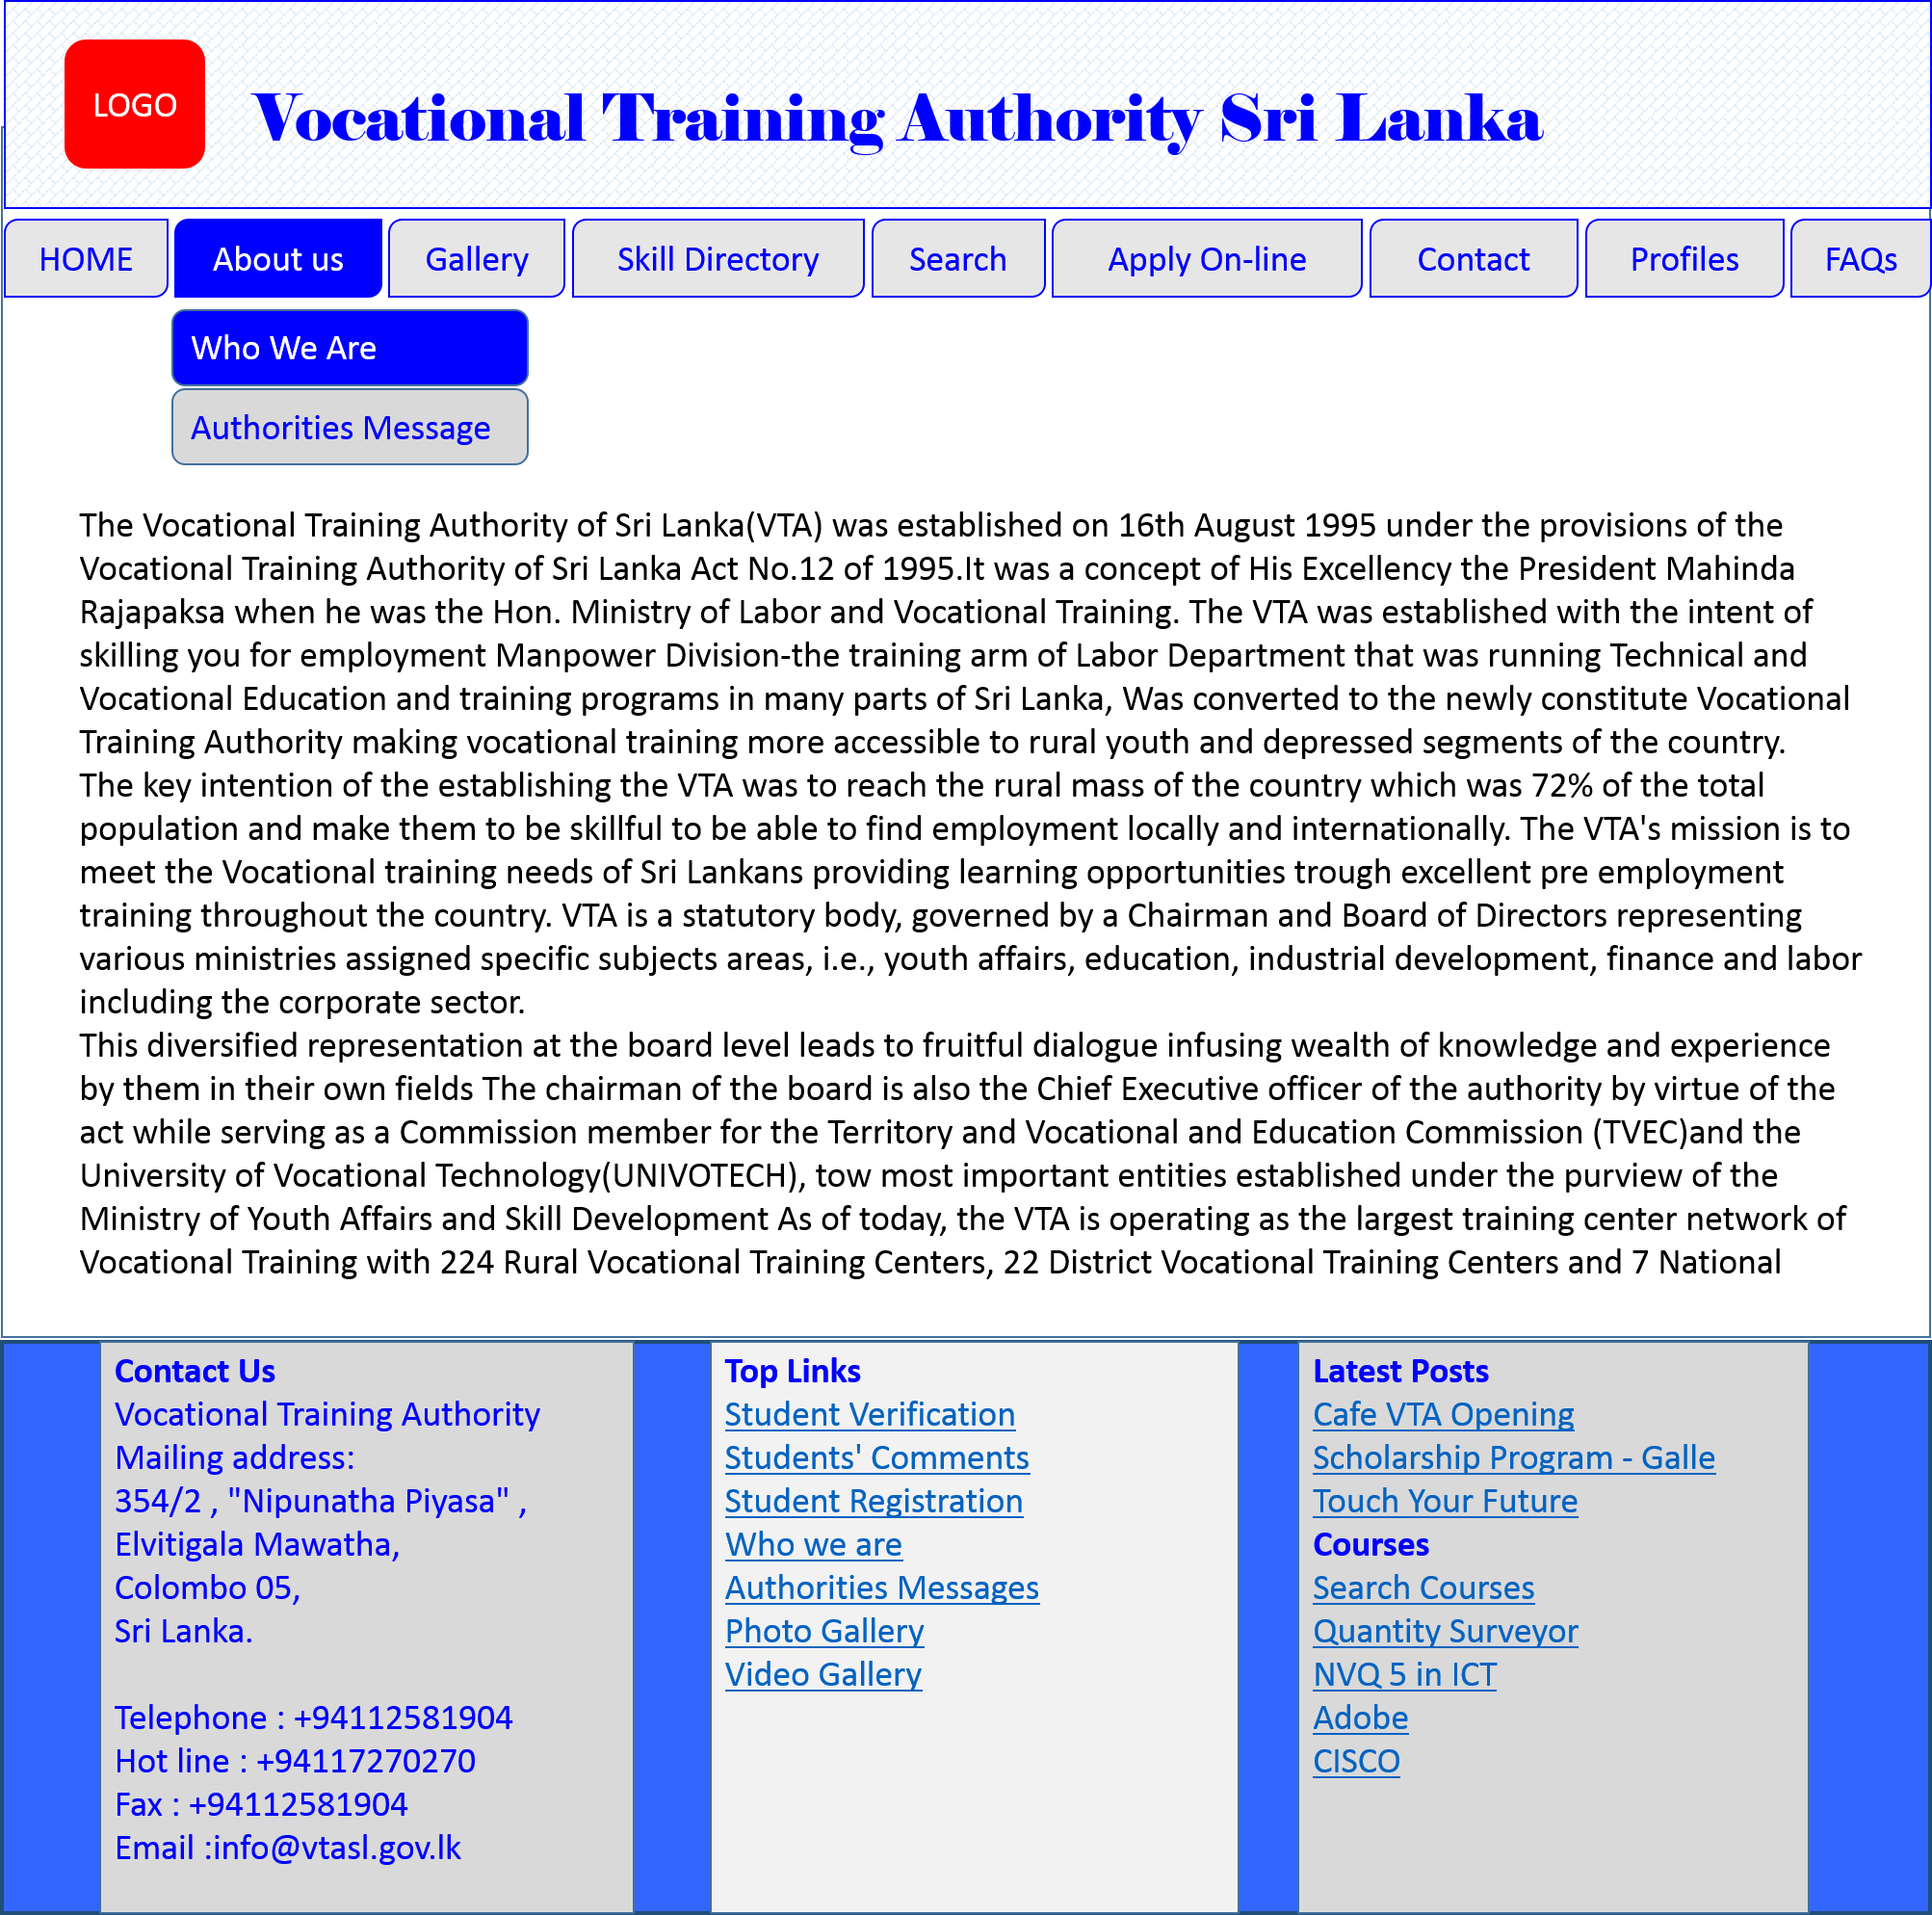 LOGO
Vocational Training Authority Sri Lanka
HOME
About us
Gallery
Skill Directory
Search
Apply On-line
Contact
Profiles
FAQs
Who We Are
Authorities Message
The Vocational Training Authority of Sri Lanka(VTA) was established on 16th August 1995 under the provisions of the
Vocational Training Authority of Sri Lanka Act No.12 of 1995.It was a concept of His Excellency the President Mahinda
Rajapaksa when he was the Hon. Ministry of Labor and Vocational Training. The VTA was established with the intent of
skilling you for employment Manpower Division-the training arm of Labor Department that was running Technical and
Vocational Education and training programs in many parts of Sri Lanka, Was converted to the newly constitute Vocational
Training Authority making vocational training more accessible to rural youth and depressed segments of the country.
The key intention of the establishing the VTA was to reach the rural mass of the country which was 72% of the total
population and make them to be skillful to be able to find employment locally and internationally. The VTA's mission is to
meet the Vocational training needs of Sri Lankans providing learning opportunities trough excellent pre employment
training throughout the country. VTA is a statutory body, governed by a Chairman and Board of Directors representing
various ministries assigned specific subjects areas, i.e., youth affairs, education, industrial development, finance and labor
including the corporate sector.
This diversified representation at the board level leads to fruitful dialogue infusing wealth of knowledge and experience
by them in their own fields The chairman of the board is also the Chief Executive officer of the authority by virtue of the
act while serving as a Commission member for the Territory and Vocational and Education Commission (TVEC)and the
University of Vocational Technology(UNIVOTECH), tow most important entities established under the purview of the
Ministry of Youth Affairs and Skill Development As of today, the VTA is operating as the largest training center network of
Vocational Training with 224 Rural Vocational Training Centers, 22 District Vocational Training Centers and 7 National
Contact Us
Vocational Training Authority
Mailing address:
354/2 , "Nipunatha Piyasa" ,
Elvitigala Mawatha,
Colombo 05,
Sri Lanka.
Telephone : +94112581904
Hot line : +94117270270
Fax : +94112581904
Email :info@vtasl.gov.lk
Top Links
Student Verification
Students' Comments
Student Registration
Who we are
Authorities Messages
Photo Gallery
Video Gallery
Latest Posts
Cafe VTA Opening
Scholarship Program - Galle
Touch Your Future
Courses
Search Courses
Quantity Surveyor
NVQ 5 in ICT
Adobe
CISCO